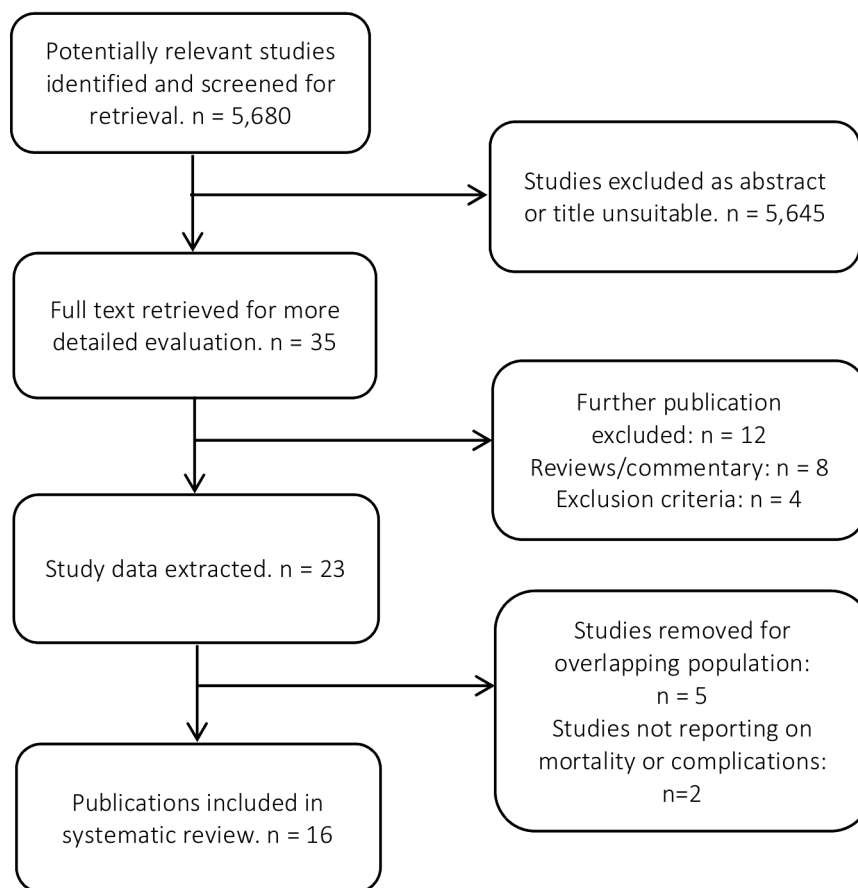 Potentially relevant studies
identified and screened for
retrieval. n = 5,680
Studies excluded as abstract
or title unsuitable. n = 5,645
Full text retrieved for more
detailed evaluation. n = 35
Further publication
excluded: n = 12
Reviews/commentary: n = 8
Exclusion criteria: n = 4
Study data extracted. n = 23
Studies removed for
overlapping population:
n = 5
Studies not reporting on
mortality or complications:
n=2
Publications included in
systematic review. n = 16